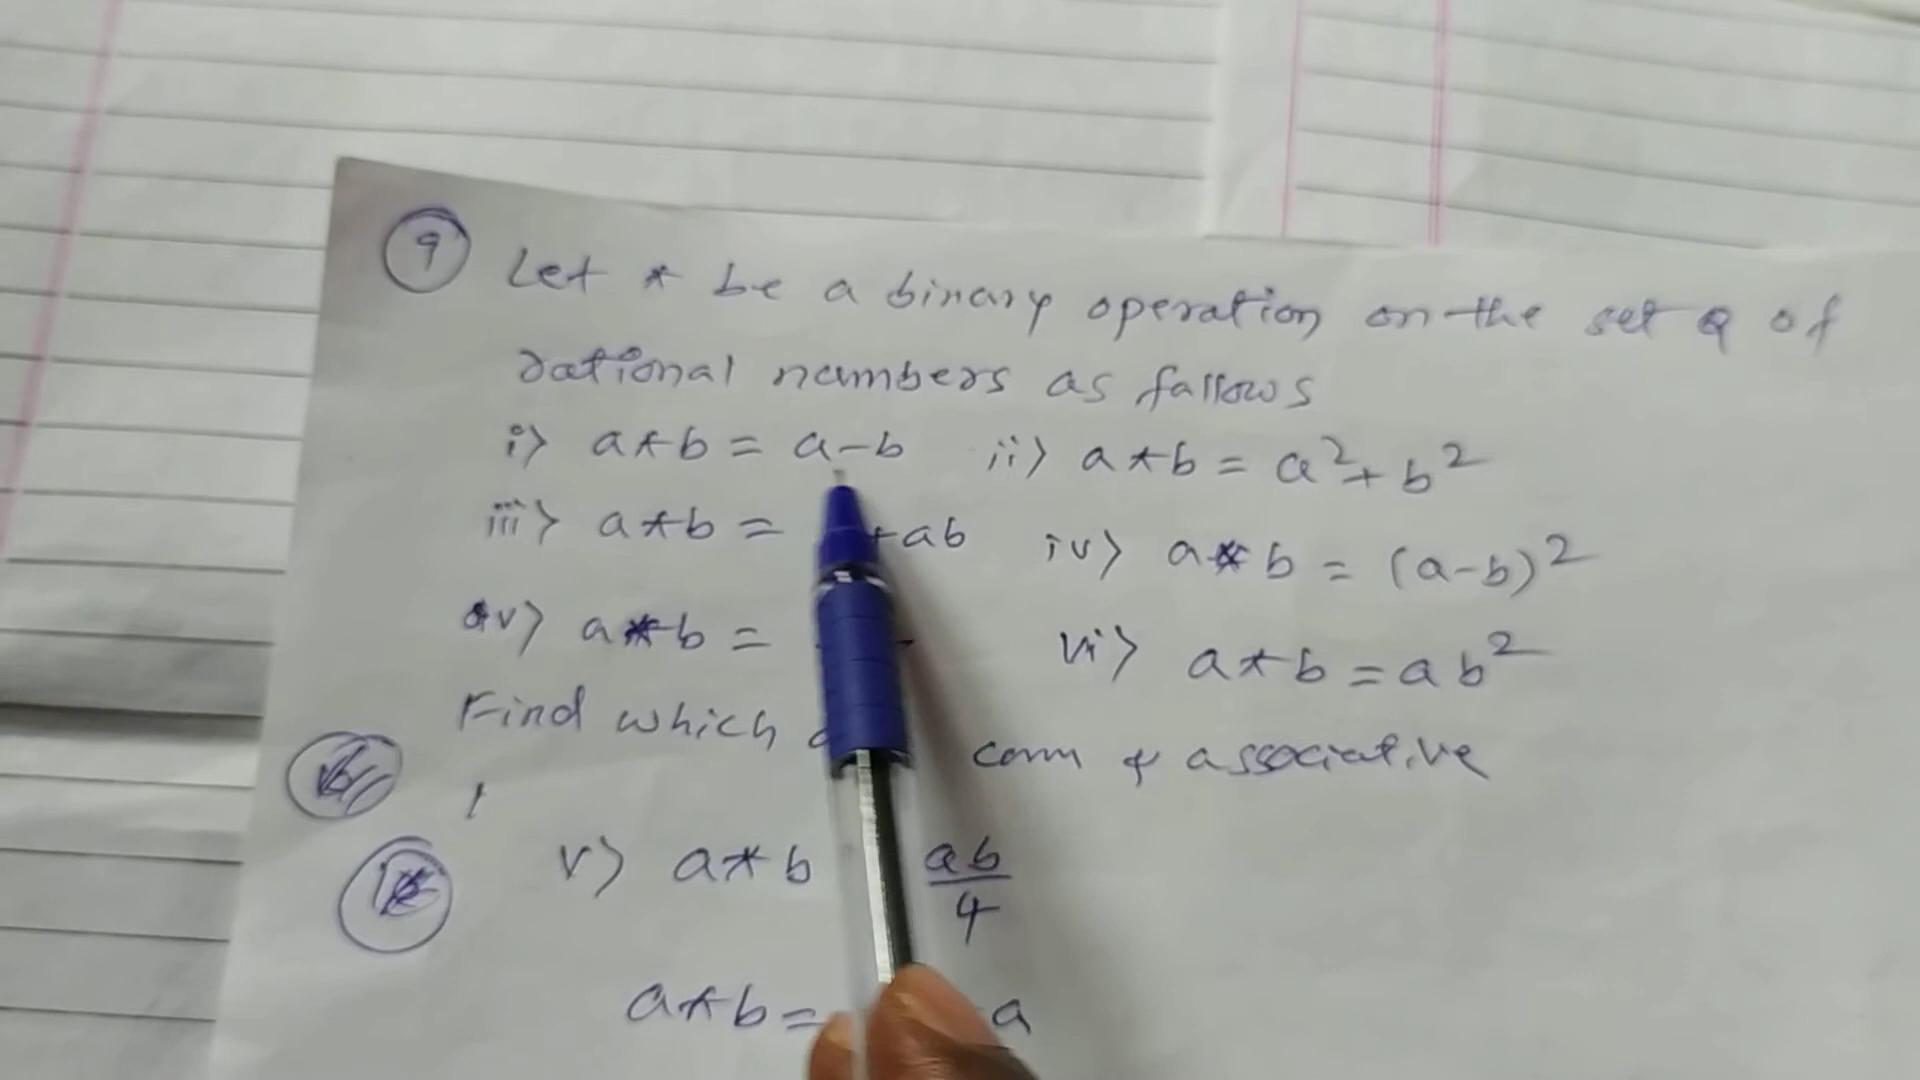 9 Let * be a binary operation on the set Q of
rational numbers as fallows
i) a*b = a-b ii) a*b = a²+b²
iii) a*b = +ab iv) a*b = (a-b)²
v) a*b = vi) a*b = ab²
Find which comm & associative
v) a*b ab/4
a*b = a